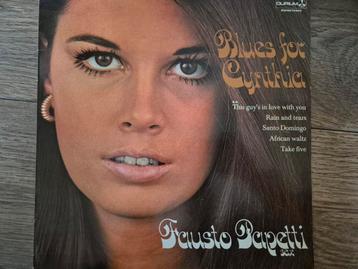 DURIUM
Blues for
Cynthia
This guy's in love with you
Rain and tears
Santo Domingo
African waltz
Take five
Fausto Papetti
sax